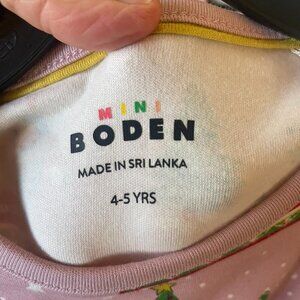 MINI
BODEN
MADE IN SRI LANKA
4-5 YRS